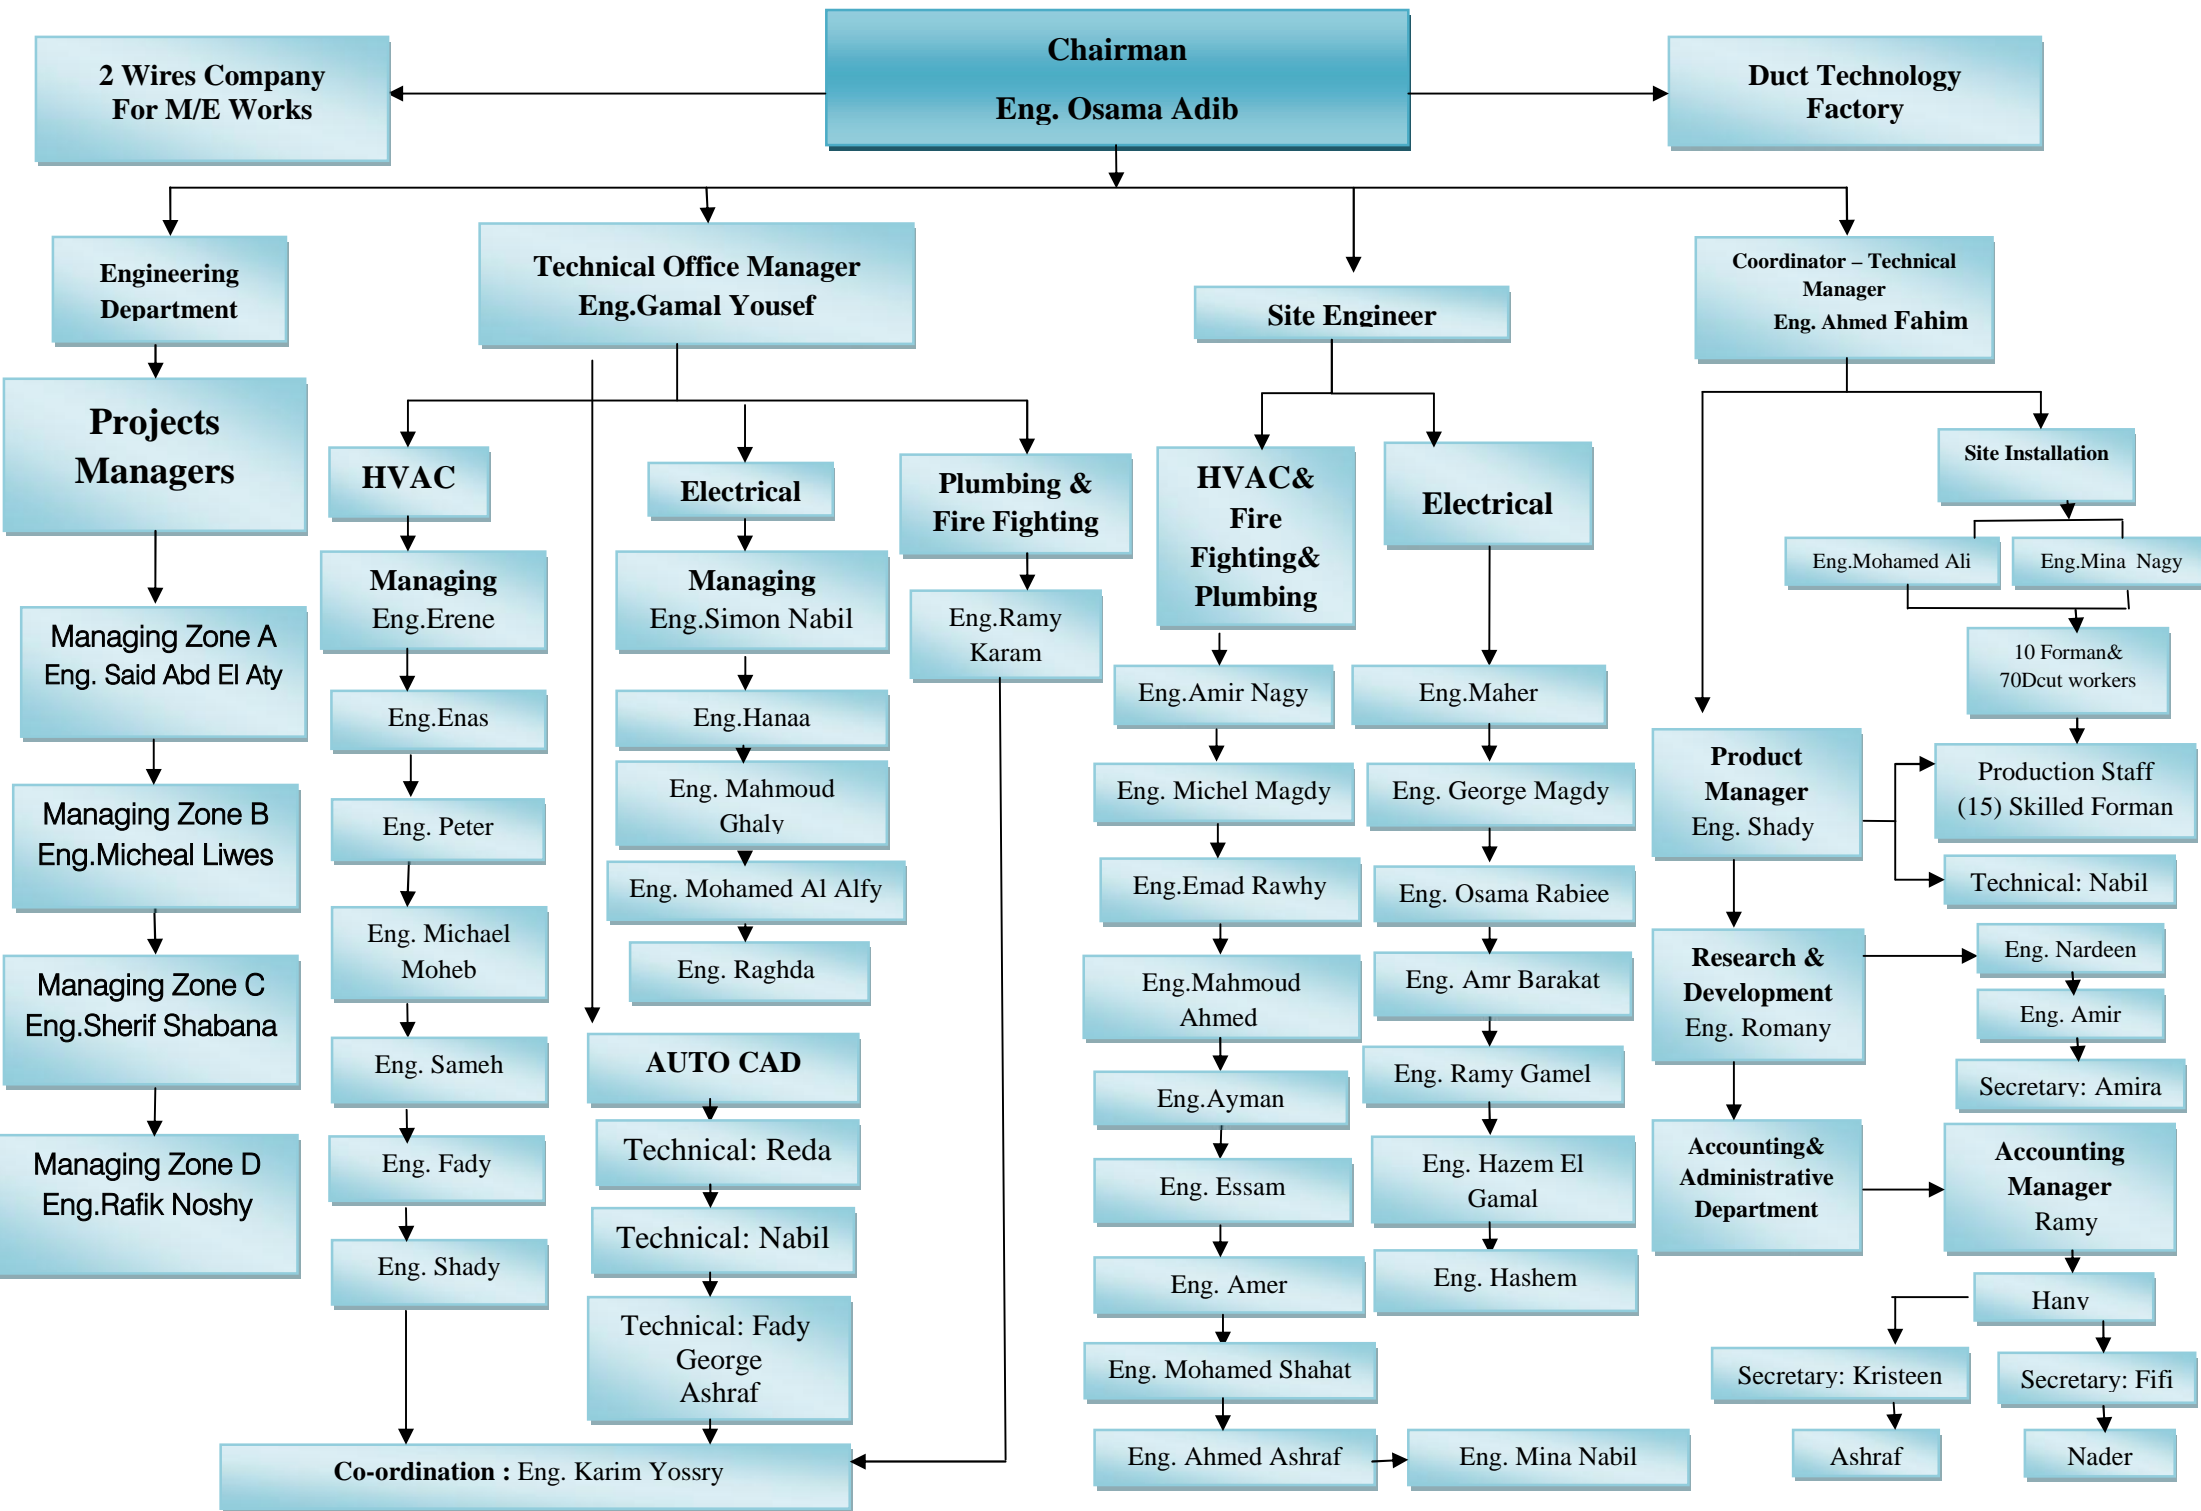 Chairman
Eng. Osama Adib
2 Wires Company
For M/E Works
Duct Technology
Factory
Engineering
Department
Projects
Managers
Managing Zone A
Eng. Said Abd El Aty
Managing Zone B
Eng.Micheal Liwes
Managing Zone C
Eng.Sherif Shabana
Managing Zone D
Eng.Rafik Noshy
Technical Office Manager
Eng.Gamal Yousef
HVAC
Managing
Eng.Erene
Eng.Enas
Eng. Peter
Eng. Michael
Moheb
Eng. Sameh
Eng. Fady
Eng. Shady
Electrical
Managing
Eng.Simon Nabil
Eng.Hanaa
Eng. Mahmoud
Ghaly
Eng. Mohamed Al Alfy
Eng. Raghda
AUTO CAD
Technical: Reda
Technical: Nabil
Technical: Fady
George
Ashraf
Plumbing &
Fire Fighting
Eng.Ramy
Karam
Co-ordination : Eng. Karim Yossry
Site Engineer
HVAC&
Fire
Fighting&
Plumbing
Eng.Amir Nagy
Eng. Michel Magdy
Eng.Emad Rawhy
Eng.Mahmoud
Ahmed
Eng.Ayman
Eng. Essam
Eng. Amer
Eng. Mohamed Shahat
Eng. Ahmed Ashraf
Eng. Mina Nabil
Electrical
Eng.Maher
Eng. George Magdy
Eng. Osama Rabiee
Eng. Amr Barakat
Eng. Ramy Gamel
Eng. Hazem El
Gamal
Eng. Hashem
Coordinator – Technical
Manager
Eng. Ahmed Fahim
Site Installation
Eng.Mohamed Ali
Eng.Mina Nagy
10 Forman&
70Dcut workers
Product
Manager
Eng. Shady
Production Staff
(15) Skilled Forman
Technical: Nabil
Research &
Development
Eng. Romany
Eng. Nardeen
Eng. Amir
Secretary: Amira
Accounting&
Administrative
Department
Accounting
Manager
Ramy
Hany
Secretary: Kristeen
Ashraf
Secretary: Fifi
Nader